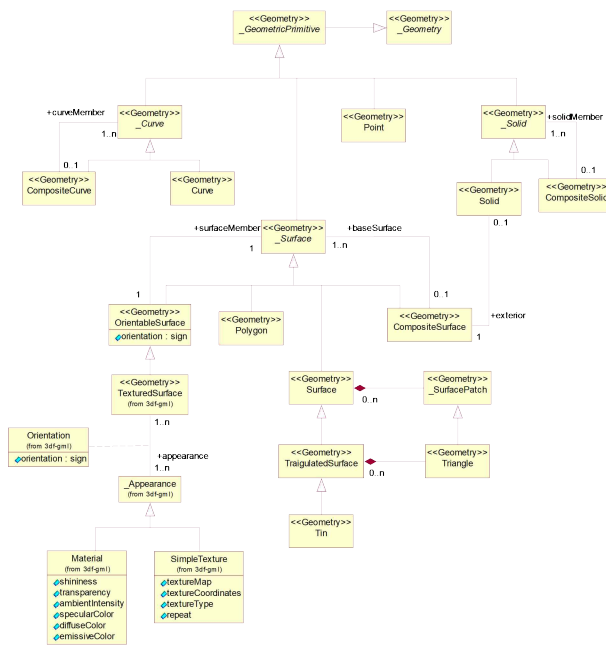 <<Geometry>>
_GeometricPrimitive
<<Geometry>>
_Geometry
+curveMember
<<Geometry>>
_Curve
1..n
0..1
<<Geometry>>
CompositeCurve
<<Geometry>>
Curve
<<Geometry>>
Point
<<Geometry>>
_Solid
+solidMember
1..n
0..1
<<Geometry>>
Solid
0..1
<<Geometry>>
CompositeSolid
+surfaceMember
1
<<Geometry>>
_Surface
+baseSurface
1..n
1
0..1
<<Geometry>>
OrientableSurface
orientation : sign
<<Geometry>>
Polygon
<<Geometry>>
CompositeSurface
+exterior
1
<<Geometry>>
TexturedSurface
(from 3df-gml)
1..n
<<Geometry>>
Surface
0..n
<<Geometry>>
_SurfacePatch
Orientation
(from 3df-gml)
orientation : sign
+appearance
1..n
_Appearance
(from 3df-gml)
<<Geometry>>
TraigulatedSurface
0..n
<<Geometry>>
Triangle
<<Geometry>>
Tin
Material
(from 3df-gml)
shininess
transparency
ambientIntensity
specularColor
diffuseColor
emissiveColor
SimpleTexture
(from 3df-gml)
textureMap
textureCoordinates
textureType
repeat